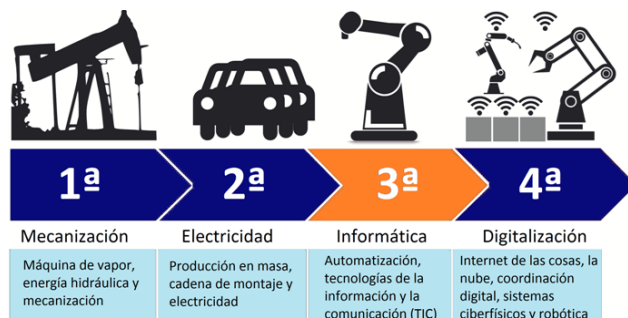 1ª
2ª
3ª
4ª
Mecanización
Electricidad
Informática
Digitalización
Máquina de vapor,
energía hidráulica y
mecanización
Producción en masa,
cadena de montaje y
electricidad
Automatización,
tecnologías de la
información y la
comunicación (TIC)
Internet de las cosas, la
nube, coordinación
digital, sistemas
ciberfísicos y robótica